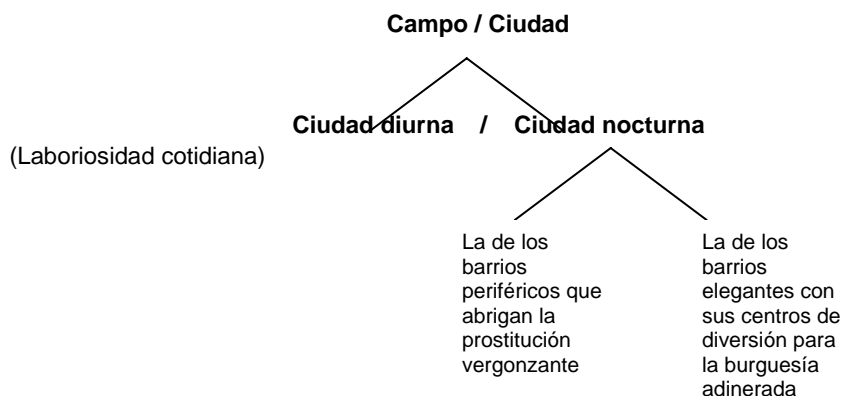 Campo / Ciudad
Ciudad diurna / Ciudad nocturna
(Laboriosidad cotidiana)
La de los
barrios
periféricos que
abrigan la
prostitución
vergonzante
La de los
barrios
elegantes con
sus centros de
diversión para
la burguesía
adinerada